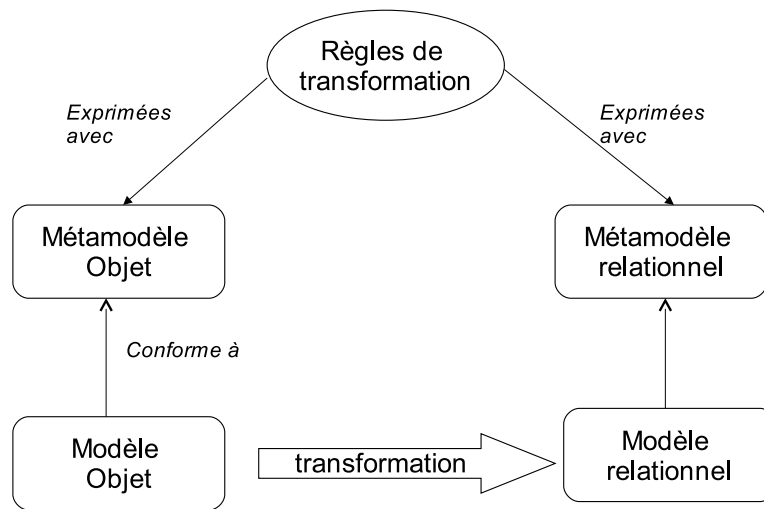 Règles de
transformation
Exprimées
avec
Exprimées
avec
Métamodèle
Objet
Métamodèle
relationnel
Conforme à
Modèle
Objet
transformation
Modèle
relationnel